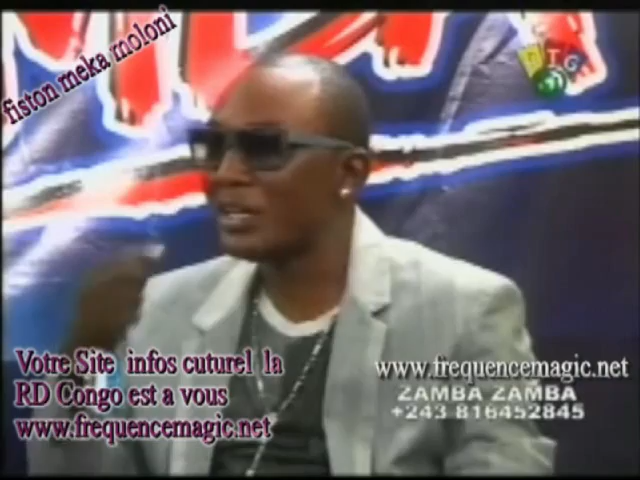 fiston meka moloni
Votre Site infos cuturel la
RD Congo est a vous
www.frequencemagic.net
www.frequencemagic.net
ZAMBA ZAMBA
+243 816452845